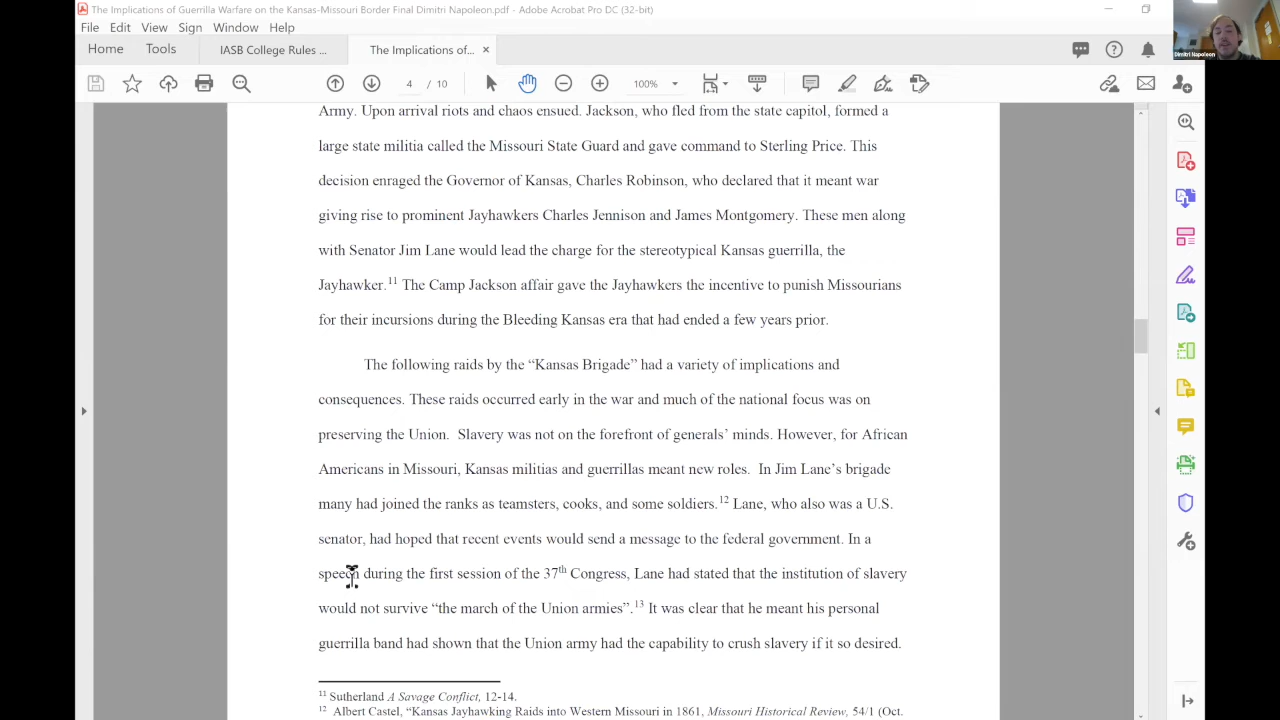 The Implications of Guerrilla Warfare on the Kansas-Missouri Border Final Dimitri Napoleon.pdf - Adobe Acrobat Pro DC (32-bit)
File Edit View Sign Window Help
Home Tools IASB College Rules ... The Implications of... ×
4 / 10 100%
Dimitri Napoleon
Army. Upon arrival riots and chaos ensued. Jackson, who fled from the state capitol, formed a
large state militia called the Missouri State Guard and gave command to Sterling Price. This
decision enraged the Governor of Kansas, Charles Robinson, who declared that it meant war
giving rise to prominent Jayhawkers Charles Jennison and James Montgomery. These men along
with Senator Jim Lane would lead the charge for the stereotypical Kansas guerrilla, the
Jayhawker.11 The Camp Jackson affair gave the Jayhawkers the incentive to punish Missourians
for their incursions during the Bleeding Kansas era that had ended a few years prior.
The following raids by the “Kansas Brigade” had a variety of implications and
consequences. These raids occurred early in the war and much of the national focus was on
preserving the Union.  Slavery was not on the forefront of generals’ minds. However, for African
Americans in Missouri, Kansas militias and guerrillas meant new roles.  In Jim Lane’s brigade
many had joined the ranks as teamsters, cooks, and some soldiers.12 Lane, who also was a U.S.
senator, had hoped that recent events would send a message to the federal government. In a
speech during the first session of the 37th Congress, Lane had stated that the institution of slavery
would not survive “the march of the Union armies”.13 It was clear that he meant his personal
guerrilla band had shown that the Union army had the capability to crush slavery if it so desired.
11 Sutherland A Savage Conflict, 12-14.
12 Albert Castel, “Kansas Jayhawking Raids into Western Missouri in 1861, Missouri Historical Review, 54/1 (Oct.